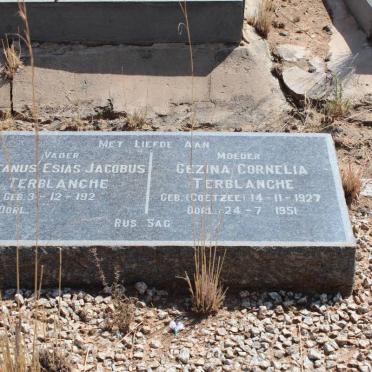 Met Liefde Aan
Vader
Esias Jacobus
Terblanche
Geb. 3-12-192
Oorl.
Moeder
Gezina Cornelia
Terblanche
Geb. (Coetzee) 14-11-1927
Oorl. 24-7-1951
Rus Sag